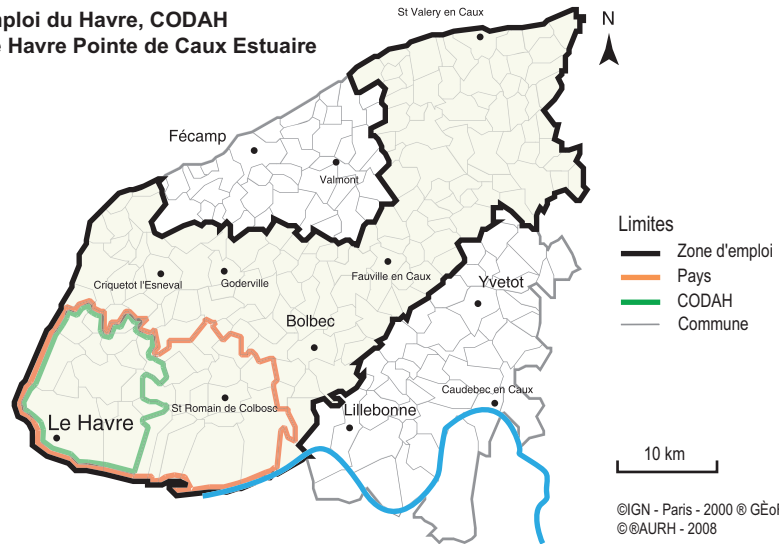 mploi du Havre, CODAH
e Havre Pointe de Caux Estuaire
St Valery en Caux
N
Fécamp
Valmont
Limites
Zone d'emploi
Pays
CODAH
Commune
Criquetot l'Esneval
Goderville
Fauville en Caux
Yvetot
Bolbec
St Romain de Colbosc
Caudebec en Caux
Le Havre
Lillebonne
10 km
©IGN - Paris - 2000 ® GÈoF
©®AURH - 2008